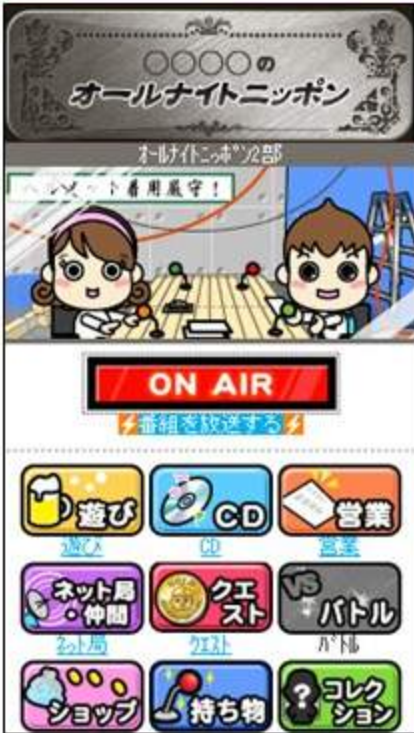 ○○○○の
オールナイトニッポン
オールナイトニッポン2部
ヘルメット着用厳守!
ON AIR
番組を放送する
遊び
CD
営業
遊び
CD
営業
ネット局
・仲間
クエ
スト
VS
バトル
ネット局
クエスト
バトル
ショップ
持ち物
?
コレク
ション